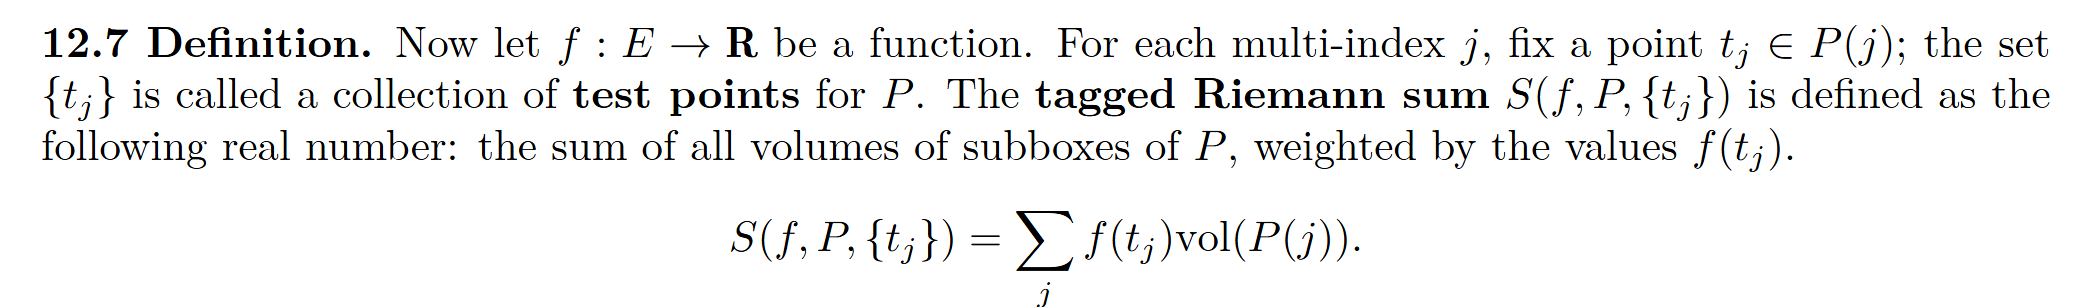 12.7 Definition. Now let f : E → R be a function. For each multi-index j, fix a point t_j ∈ P(j); the set
{t_j} is called a collection of test points for P. The tagged Riemann sum S(f, P, {t_j}) is defined as the
following real number: the sum of all volumes of subboxes of P, weighted by the values f(t_j).
S(f, P, {t_j}) = ∑_j f(t_j)vol(P(j)).